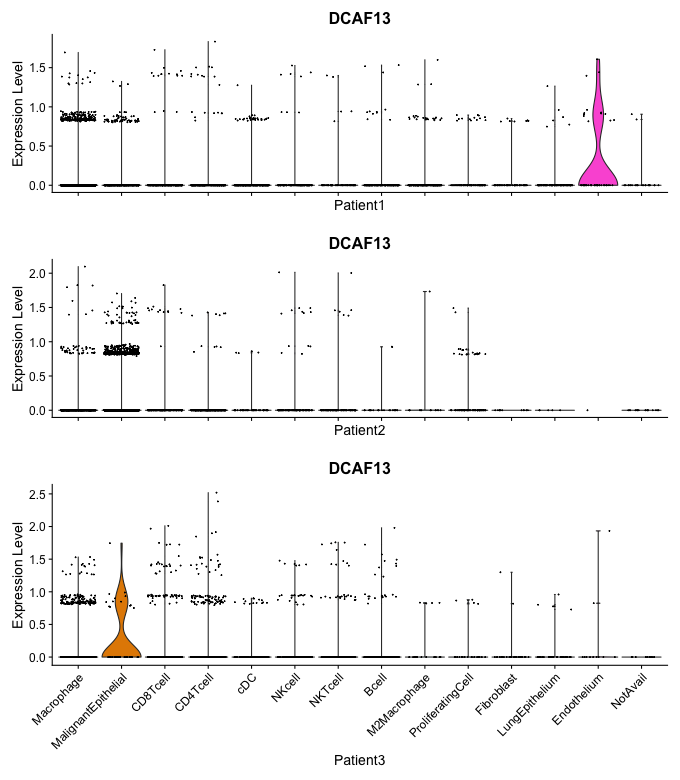 DCAF13
Expression Level
1.5
1.0
0.5
0.0
Patient1
DCAF13
Expression Level
2.0
1.5
1.0
0.5
0.0
Patient2
DCAF13
Expression Level
2.5
2.0
1.5
1.0
0.5
0.0
Macrophage
MalignantEpithelial
CD8Tcell
CD4Tcell
cDC
NKcell
NKTcell
Bcell
M2Macrophage
ProliferatingCell
Fibroblast
LungEpithelium
Endothelium
NotAvail
Patient3